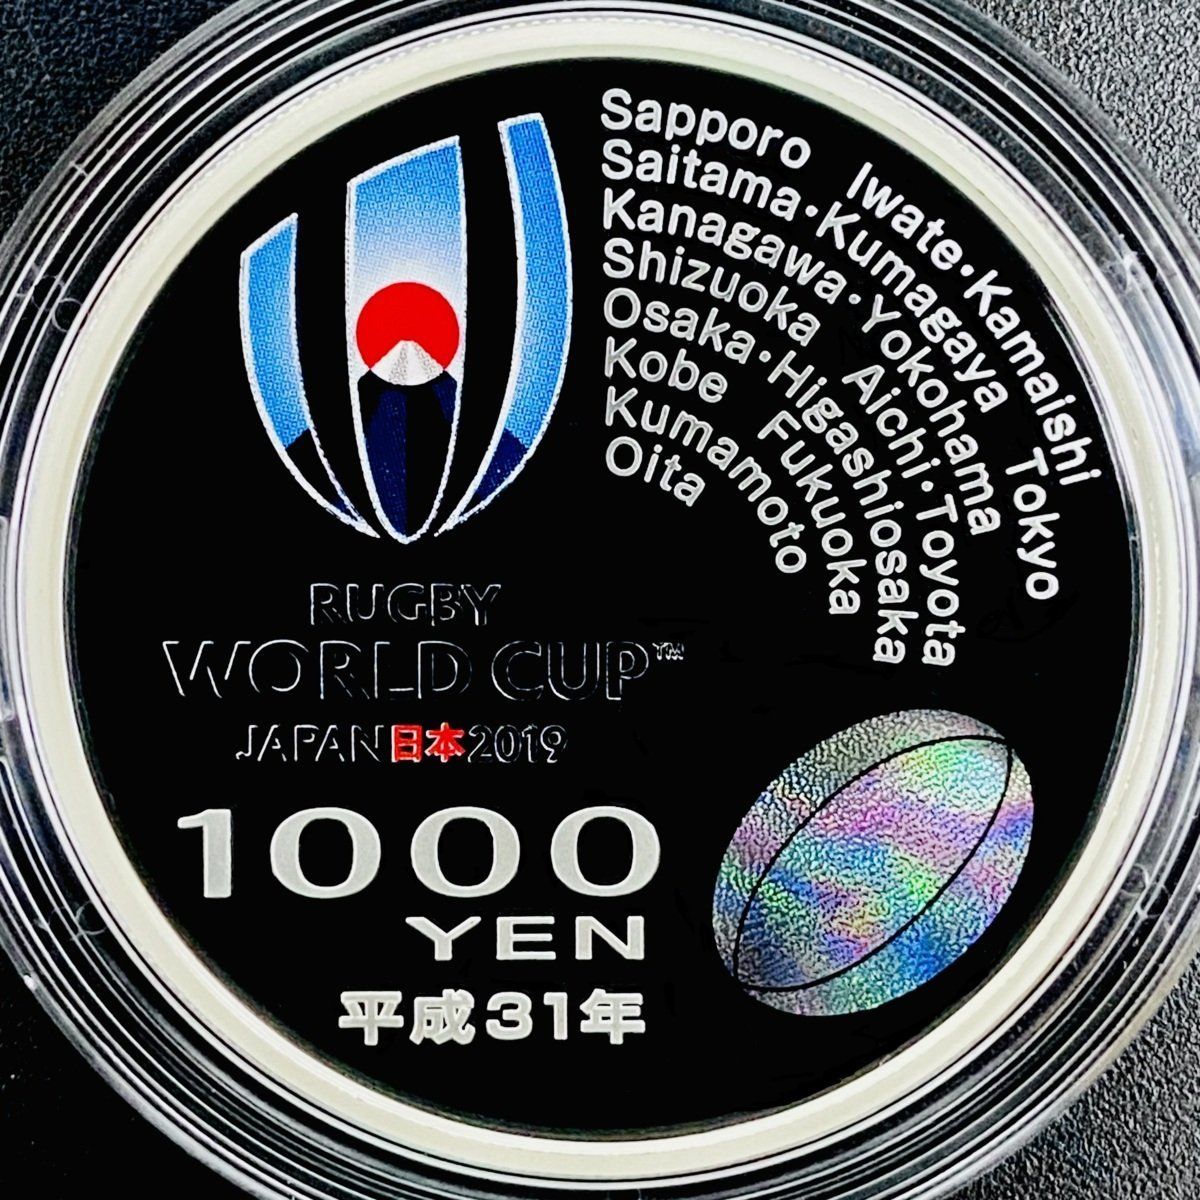 Sapporo Iwate·Kamaishi
Saitama·Kumagaya Tokyo
Kanagawa·Yokohama
Shizuoka Aichi·Toyota
Osaka·Higashiosaka
Kobe Fukuoka
Kumamoto
Oita
RUGBY
WORLD CUP™
JAPAN日本2019
1000
YEN
平成31年